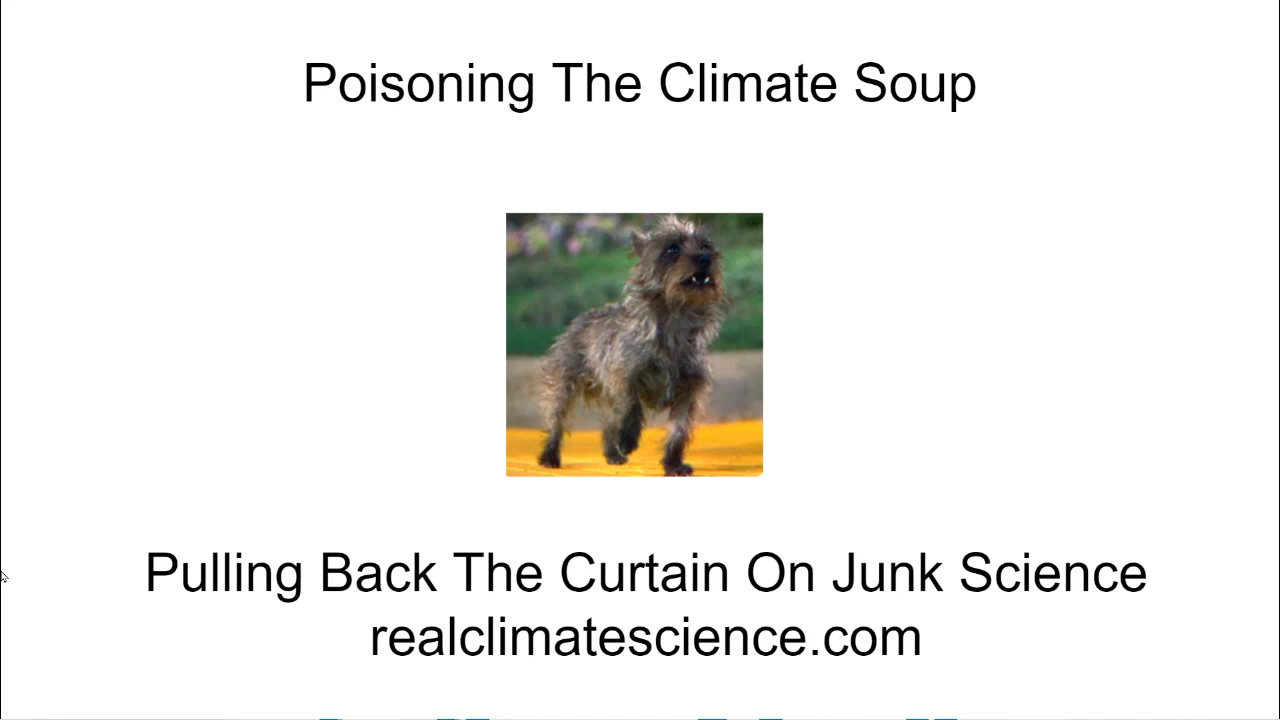 Poisoning The Climate Soup
Pulling Back The Curtain On Junk Science
realclimatescience.com